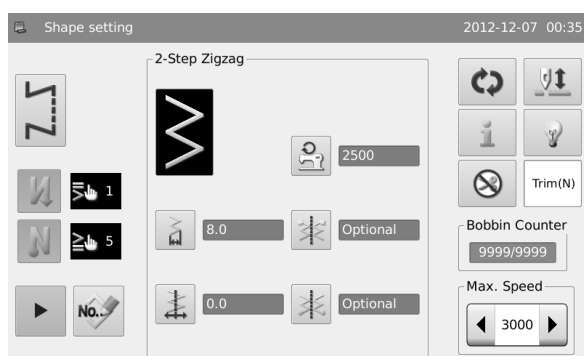 Shape setting
2012-12-07 00:35
2-Step Zigzag
2500
1
Trim(N)
8.0
Optional
5
Bobbin Counter
9999/9999
Max. Speed
No.
0.0
Optional
3000